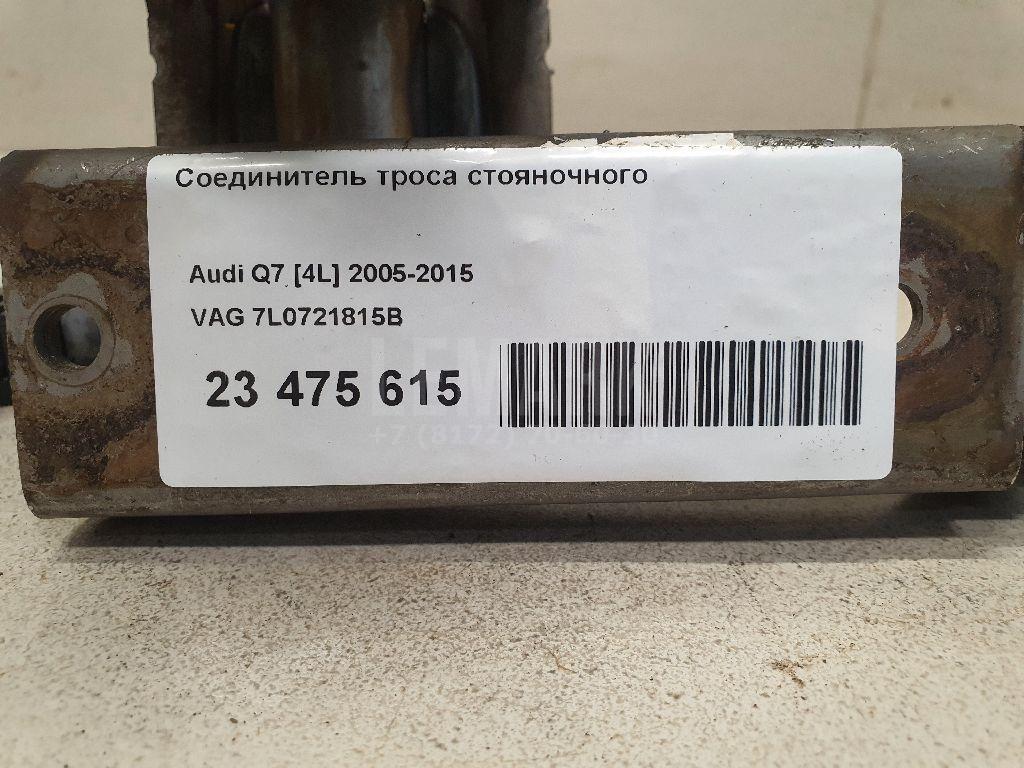 Соединитель троса стояночного
Audi Q7 [4L] 2005-2015
VAG 7L0721815B
23 475 615